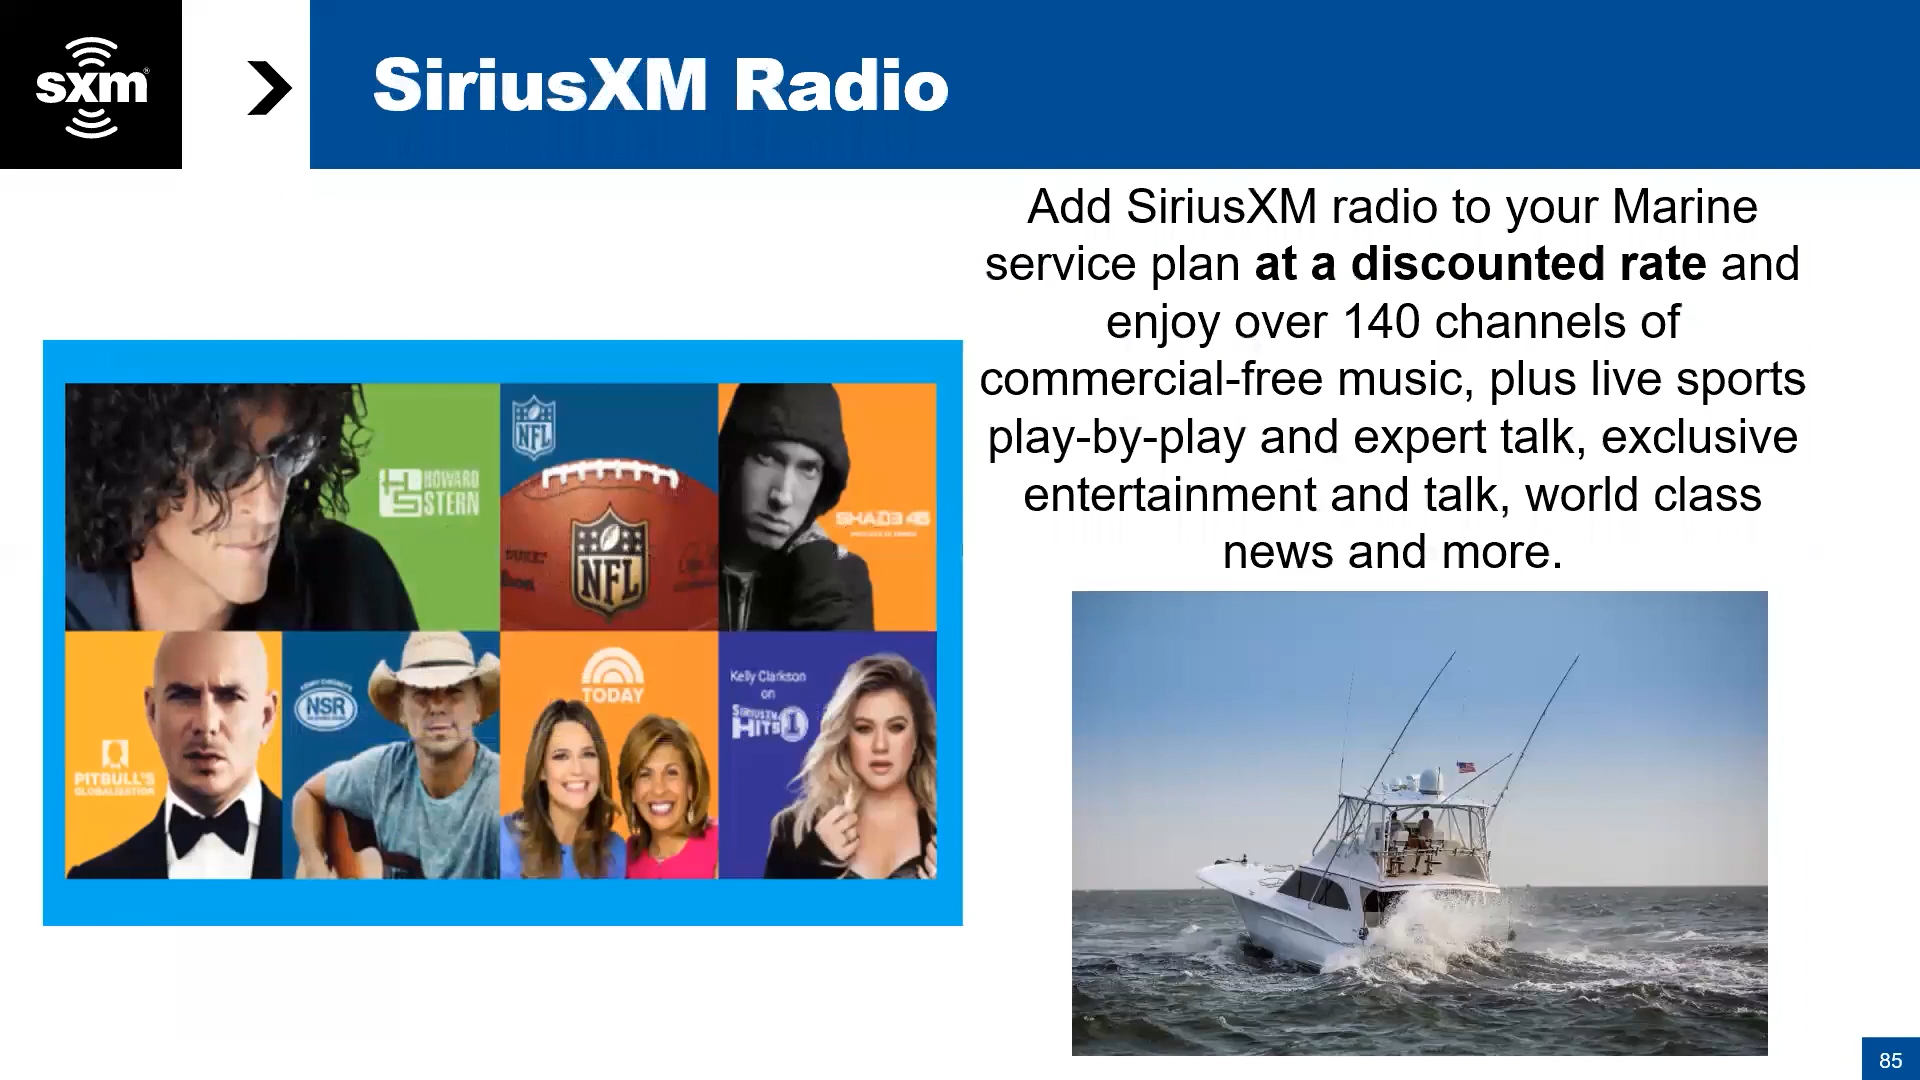 sxm
SiriusXM Radio
Add SiriusXM radio to your Marine
service plan at a discounted rate and
enjoy over 140 channels of
commercial-free music, plus live sports
play-by-play and expert talk, exclusive
entertainment and talk, world class
news and more.
HOWARD
STERN
NFL
NFL
SHADE 45
PITBULL'S
GLOBALIZATION
NSR
TODAY
Kelly Clarkson
on
SIRIUSXM
HITS 1
85